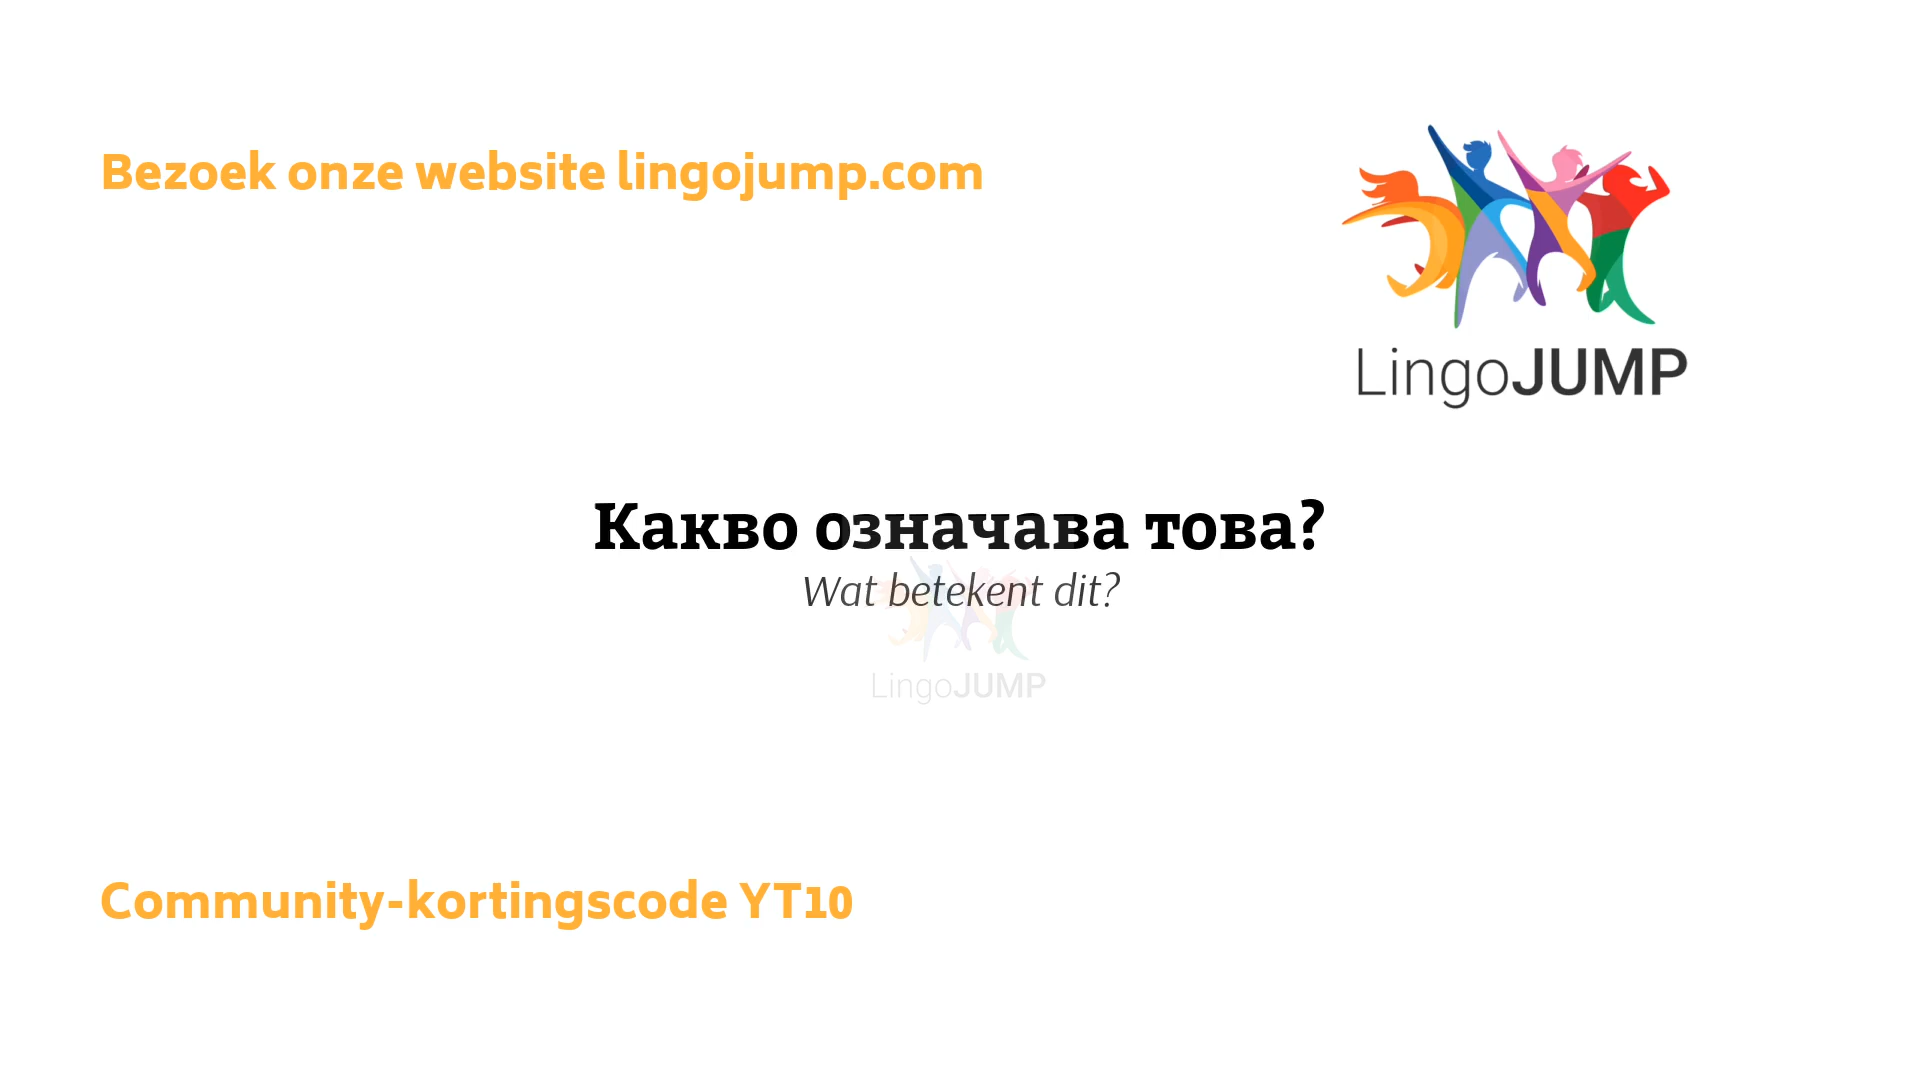 Bezoek onze website lingojump.com
LingoJUMP
Какво означава това?
Wat betekent dit?
LingoJUMP
Community-kortingscode YT10